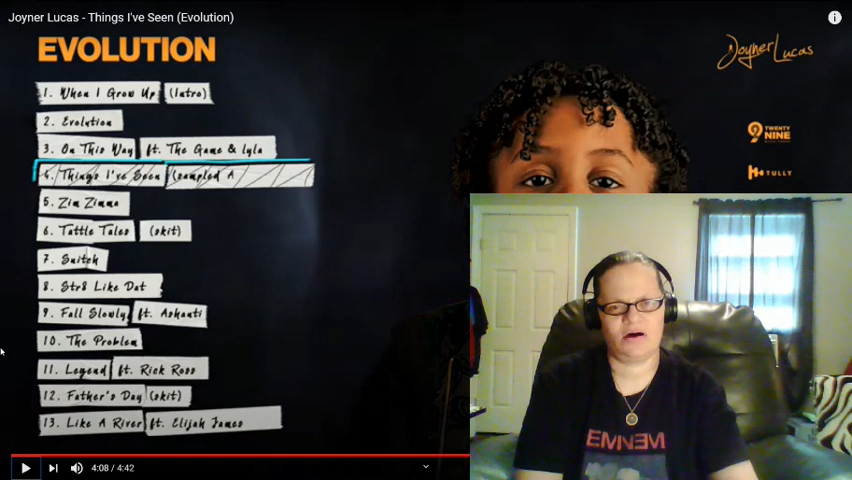 Joyner Lucas - Things I've Seen (Evolution)
EVOLUTION
Joyner Lucas
1. When I Grow Up (Intro)
2. Evolution
TWENTY
NINE
3. On This Way ft. The Game & lyla
4. Things I've Seen (sampled A
TULLY
5. Zim Zimma
6. Tattle Tales (skit)
7. Snitch
8. Str8 Like Dat
9. Fall Slowly ft. Ashanti
10. The Problem
11. Legend ft. Rick Ross
12. Father's Day (skit)
13. Like A River ft. Elijah James
EMINEM
4:08 / 4:42